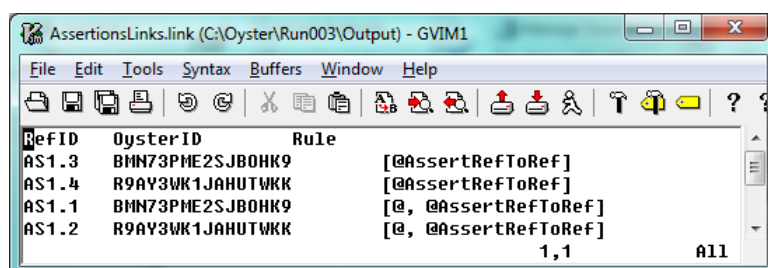 AssertionsLinks.link (C:\Oyster\Run003\Output) - GVIM1
File Edit Tools Syntax Buffers Window Help
RefID OysterID Rule
AS1.3 BMN73PME2SJBOHK9 [@AssertRefToRef]
AS1.4 R9AY3WK1JAHUTWKK [@AssertRefToRef]
AS1.1 BMN73PME2SJBOHK9 [@, @AssertRefToRef]
AS1.2 R9AY3WK1JAHUTWKK [@, @AssertRefToRef]
1,1 All